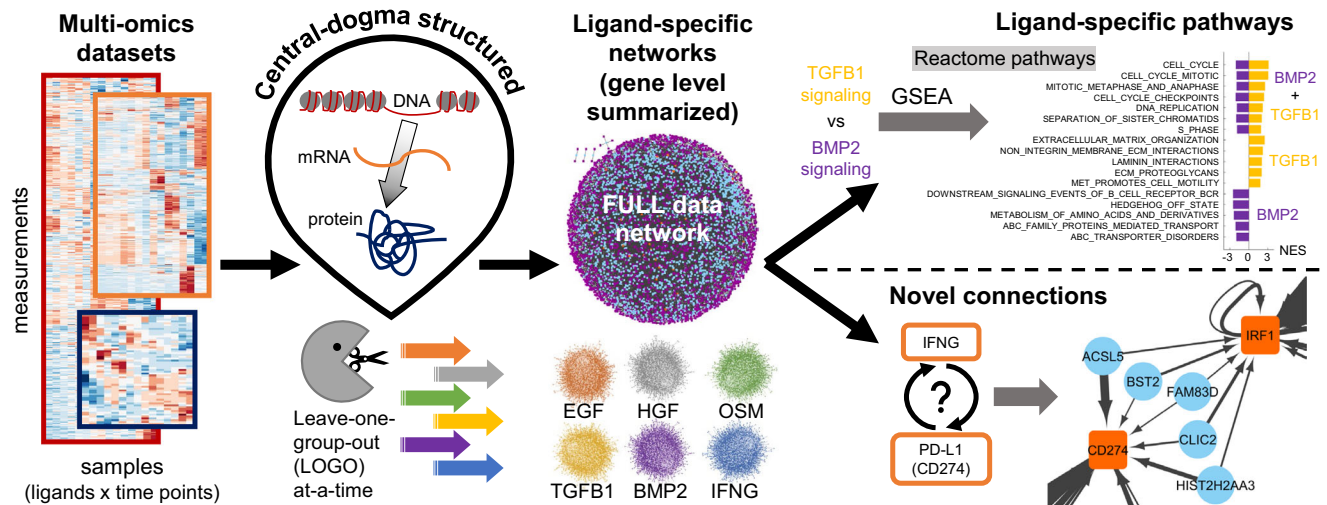 Multi-omics
datasets
measurements
samples
(ligands x time points)
Central-dogma structured
DNA
mRNA
protein
Leave-one-
group-out
(LOGO)
at-a-time
Ligand-specific
networks
(gene level
summarized)
FULL data
network
EGF
HGF
OSM
TGFB1
BMP2
IFNG
TGFB1
signaling
vs
BMP2
signaling
GSEA
Ligand-specific pathways
Reactome pathways
CELL_CYCLE
CELL_CYCLE_MITOTIC
MITOTIC_METAPHASE_AND_ANAPHASE
CELL_CYCLE_CHECKPOINTS
DNA_REPLICATION
SEPARATION_OF_SISTER_CHROMATIDS
S_PHASE
EXTRACELLULAR_MATRIX_ORGANIZATION
NON_INTEGRIN_MEMBRANE_ECM_INTERACTIONS
LAMININ_INTERACTIONS
ECM_PROTEOGLYCANS
MET_PROMOTES_CELL_MOTILITY
DOWNSTREAM_SIGNALING_EVENTS_OF_B_CELL_RECEPTOR_BCR
HEDGEHOG_OFF_STATE
METABOLISM_OF_AMINO_ACIDS_AND_DERIVATIVES
ABC_FAMILY_PROTEINS_MEDIATED_TRANSPORT
ABC_TRANSPORTER_DISORDERS
BMP2
+
TGFB1
TGFB1
BMP2
-3 0 3 NES
Novel connections
IFNG
?
PD-L1
(CD274)
IRF1
ACSL5
BST2
FAM83D
CLIC2
CD274
HIST2H2AA3